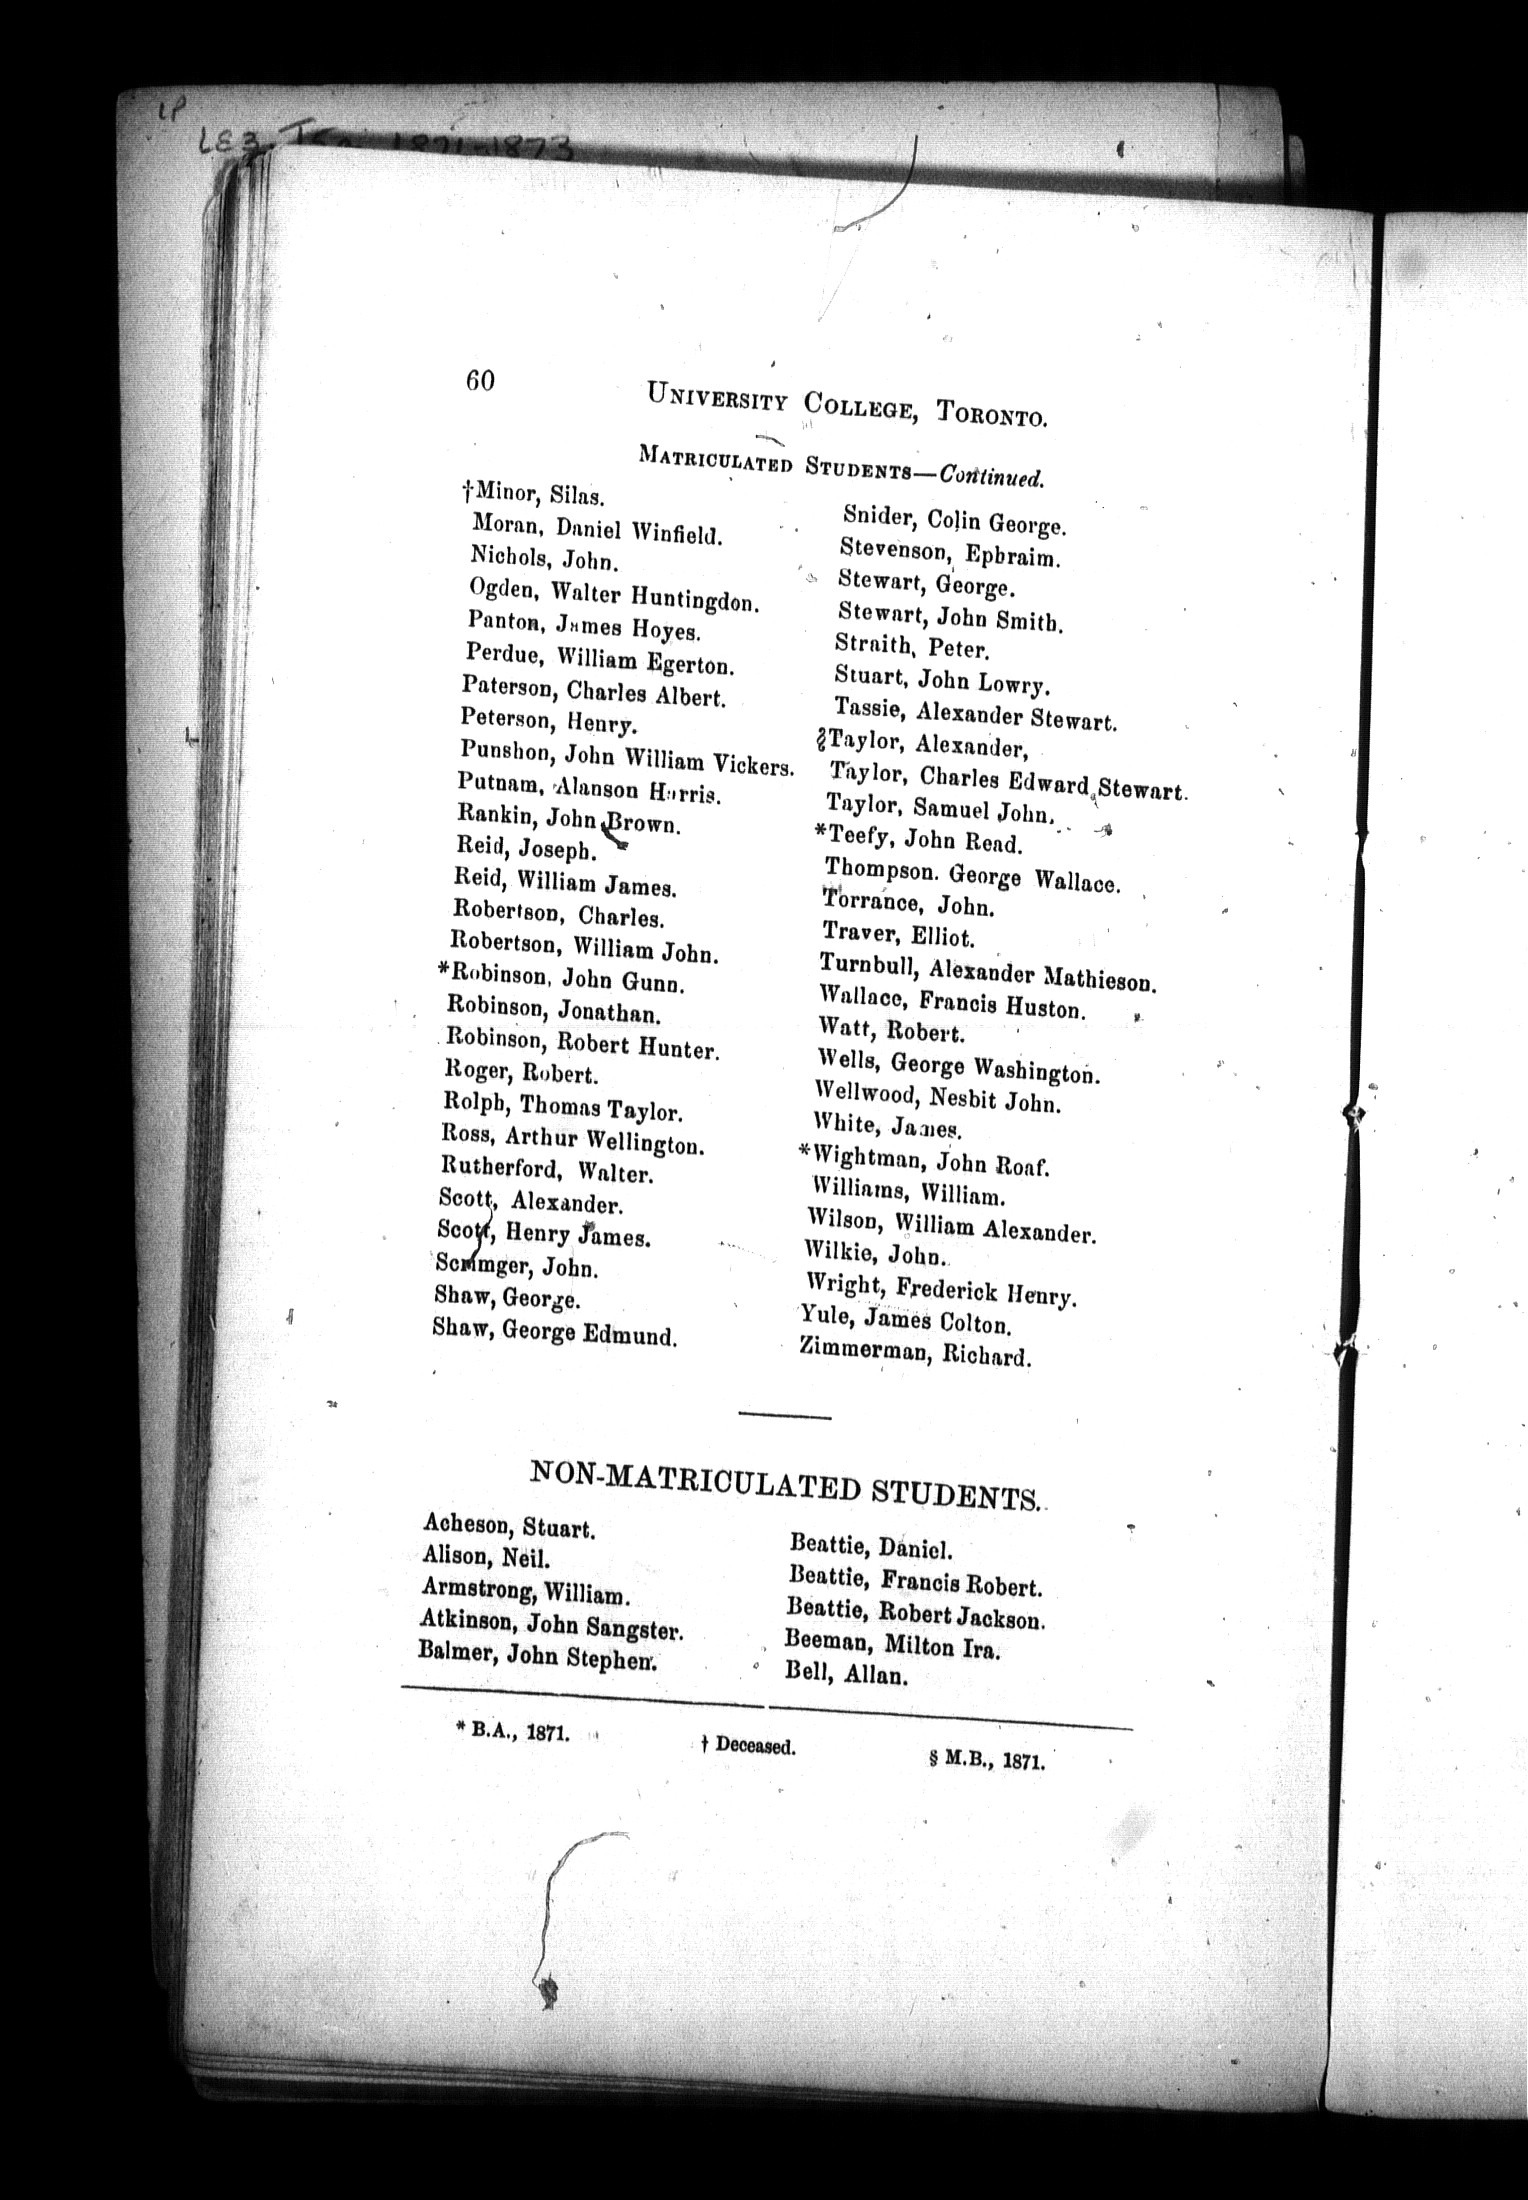 LP
LE3 1871-1873
60
UNIVERSITY COLLEGE, TORONTO.
MATRICULATED STUDENTS—Continued.
†Minor, Silas.
Moran, Daniel Winfield.
Nichols, John.
Ogden, Walter Huntingdon.
Panton, James Hoyes.
Perdue, William Egerton.
Paterson, Charles Albert.
Peterson, Henry.
Punshon, John William Vickers.
Putnam, Alanson Harris.
Rankin, John Brown.
Reid, Joseph.
Reid, William James.
Robertson, Charles.
Robertson, William John.
*Robinson, John Gunn.
Robinson, Jonathan.
Robinson, Robert Hunter.
Roger, Robert.
Rolph, Thomas Taylor.
Ross, Arthur Wellington.
Rutherford, Walter.
Scott, Alexander.
Scott, Henry James.
Scrimger, John.
Shaw, George.
Shaw, George Edmund.
Snider, Colin George.
Stevenson, Ephraim.
Stewart, George.
Stewart, John Smith.
Straith, Peter.
Stuart, John Lowry.
Tassie, Alexander Stewart.
§Taylor, Alexander,
Taylor, Charles Edward Stewart.
Taylor, Samuel John.
*Teefy, John Read.
Thompson. George Wallace.
Torrance, John.
Traver, Elliot.
Turnbull, Alexander Mathieson.
Wallace, Francis Huston.
Watt, Robert.
Wells, George Washington.
Wellwood, Nesbit John.
White, James.
*Wightman, John Roaf.
Williams, William.
Wilson, William Alexander.
Wilkie, John.
Wright, Frederick Henry.
Yule, James Colton.
Zimmerman, Richard.
NON-MATRICULATED STUDENTS.
Acheson, Stuart.
Alison, Neil.
Armstrong, William.
Atkinson, John Sangster.
Balmer, John Stephen.
Beattie, Daniel.
Beattie, Francis Robert.
Beattie, Robert Jackson.
Beeman, Milton Ira.
Bell, Allan.
* B.A., 1871. † Deceased. § M.B., 1871.